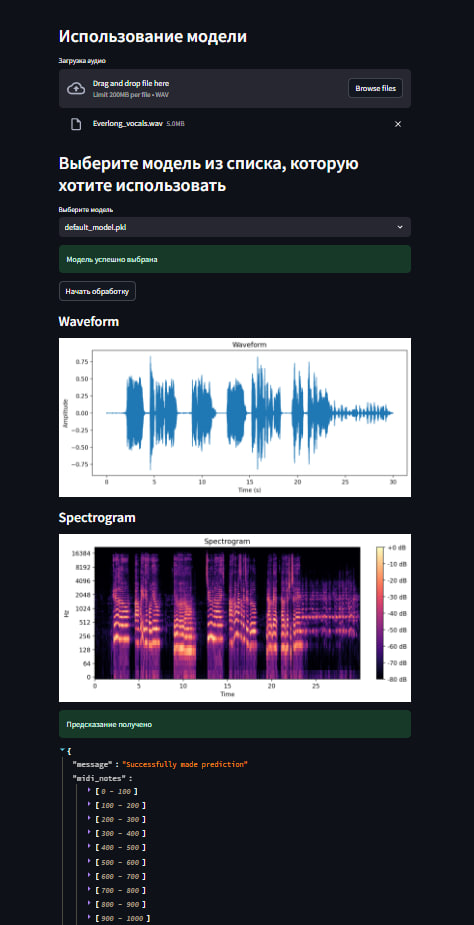 Использование модели
Загрузка аудио
Drag and drop file here
Limit 200MB per file • WAV
Browse files
Everlong_vocals.wav 5.0MB
Выберите модель из списка, которую
хотите использовать
Выберите модель
default_model.pkl
Модель успешно выбрана
Начать обработку
Waveform
Waveform
0.75
0.50
0.25
0.00
−0.25
−0.50
−0.75
Amplitude
0 5 10 15 20 25 30
Time (s)
Spectrogram
Spectrogram
16384
8192
4096
2048
1024
512
256
128
64
0
Hz
0 5 10 15 20 25
Time
+0 dB
-10 dB
-20 dB
-30 dB
-40 dB
-50 dB
-60 dB
-70 dB
-80 dB
Предсказание получено
{
"message" : "Successfully made prediction"
"midi_notes" :
[ 0 – 100 ]
[ 100 – 200 ]
[ 200 – 300 ]
[ 300 – 400 ]
[ 400 – 500 ]
[ 500 – 600 ]
[ 600 – 700 ]
[ 700 – 800 ]
[ 800 – 900 ]
[ 900 – 1000 ]